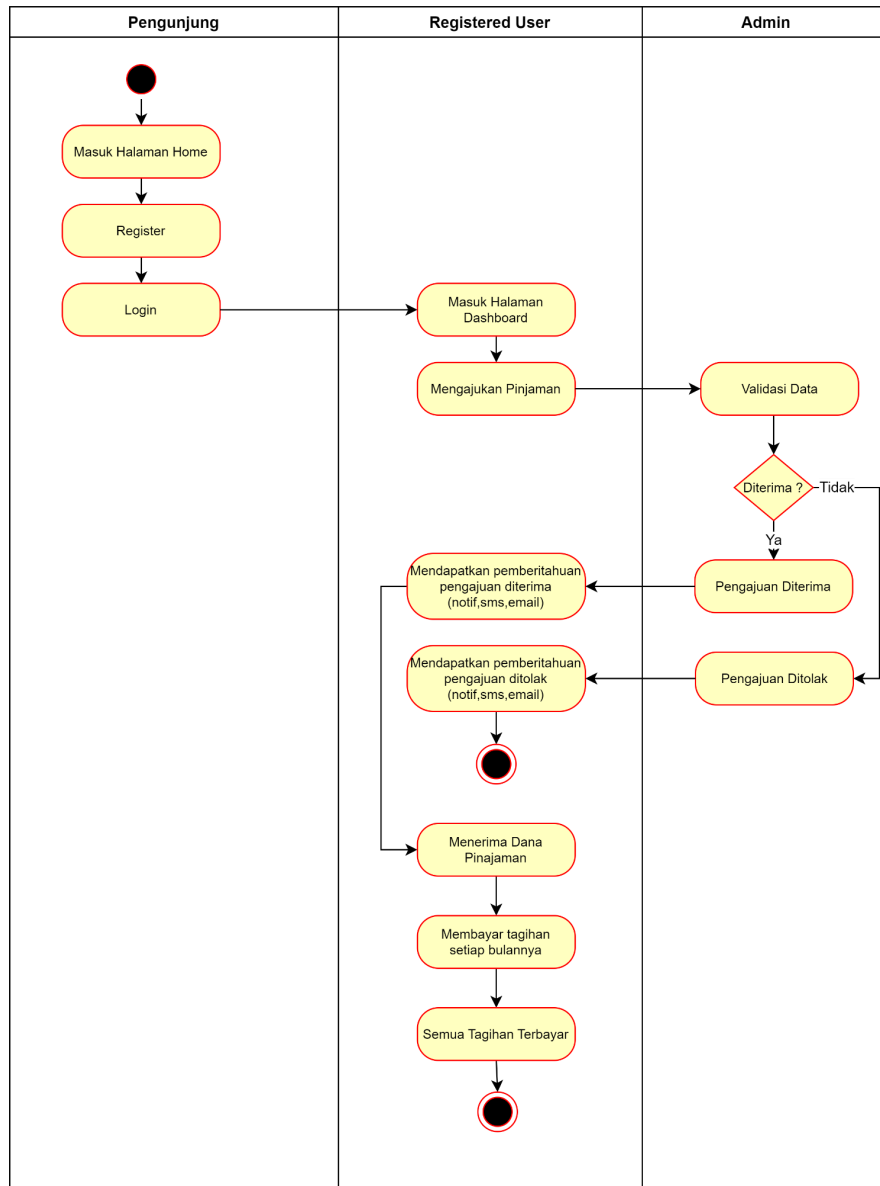 Pengunjung
Registered User
Admin
Masuk Halaman Home
Register
Login
Masuk Halaman
Dashboard
Mengajukan Pinjaman
Validasi Data
Diterima ?
Tidak
Ya
Mendapatkan pemberitahuan
pengajuan diterima
(notif,sms,email)
Pengajuan Diterima
Mendapatkan pemberitahuan
pengajuan ditolak
(notif,sms,email)
Pengajuan Ditolak
Menerima Dana
Pinajaman
Membayar tagihan
setiap bulannya
Semua Tagihan Terbayar